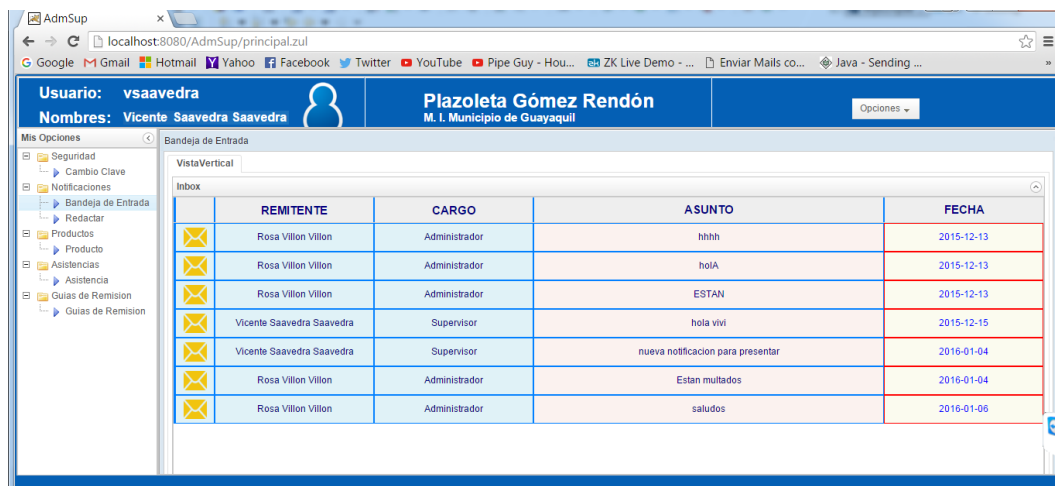 AdmSup
localhost:8080/AdmSup/principal.zul
Google Gmail Hotmail Yahoo Facebook Twitter YouTube Pipe Guy - Hou... ZK Live Demo - ... Enviar Mails co... Java - Sending ... »
Usuario: vsaavedra
Nombres: Vicente Saavedra Saavedra
Plazoleta Gómez Rendón
M. I. Municipio de Guayaquil
Opciones
Mis Opciones
Seguridad
Cambio Clave
Notificaciones
Bandeja de Entrada
Redactar
Productos
Producto
Asistencias
Asistencia
Guias de Remision
Guias de Remision
Bandeja de Entrada
VistaVertical
Inbox
REMITENTE CARGO ASUNTO FECHA
Rosa Villon Villon Administrador hhhh 2015-12-13
Rosa Villon Villon Administrador holA 2015-12-13
Rosa Villon Villon Administrador ESTAN 2015-12-13
Vicente Saavedra Saavedra Supervisor hola vivi 2015-12-15
Vicente Saavedra Saavedra Supervisor nueva notificacion para presentar 2016-01-04
Rosa Villon Villon Administrador Estan multados 2016-01-04
Rosa Villon Villon Administrador saludos 2016-01-06